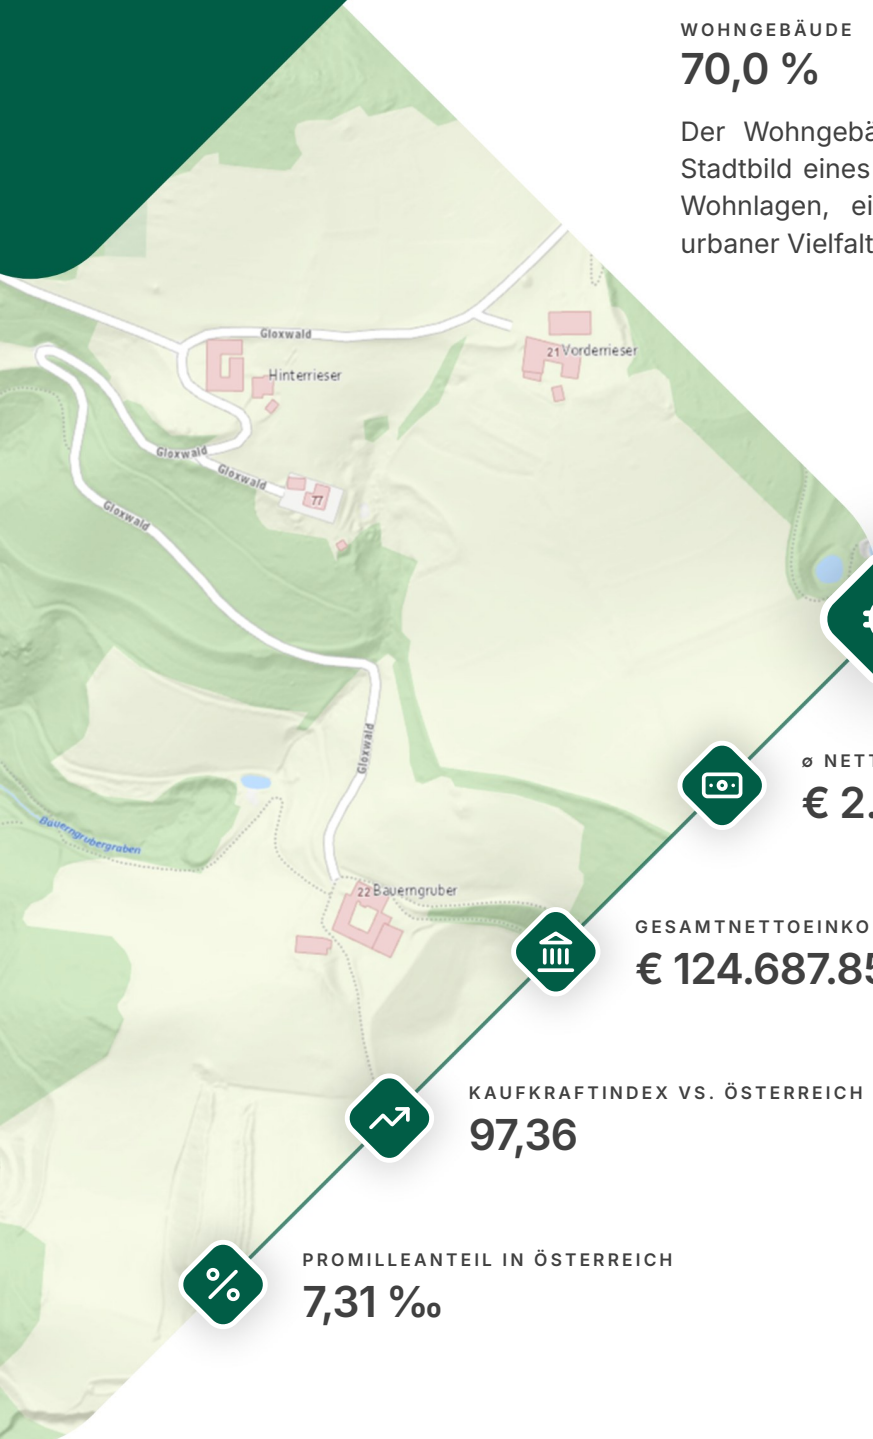 WOHNGEBÄUDE
70,0 %
Der Wohngebä
Stadtbild eines
Wohnlagen, ei
urbaner Vielfalt
Gloxwald
21 Vorderrieser
Hinterrieser
Gloxwald
Gloxwald
77
Gloxwald
Gloxwald
ø NETT
€ 2.
Bauerngrubergraben
22 Bauerngruber
GESAMTNETTOEINKO
€ 124.687.85
KAUFKRAFTINDEX VS. ÖSTERREICH
97,36
PROMILLEANTEIL IN ÖSTERREICH
7,31 ‰